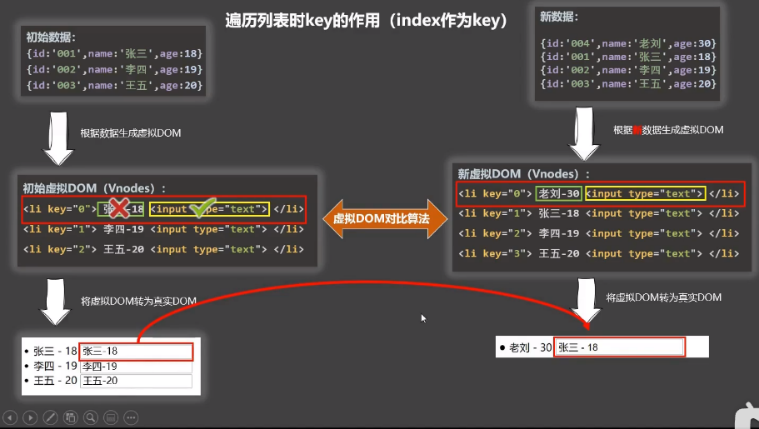 遍历列表时key的作用（index作为key）
初始数据：
{id:'001',name:'张三',age:18}
{id:'002',name:'李四',age:19}
{id:'003',name:'王五',age:20}
新数据：
{id:'004',name:'老刘',age:30}
{id:'001',name:'张三',age:18}
{id:'002',name:'李四',age:19}
{id:'003',name:'王五',age:20}
根据数据生成虚拟DOM
根据 数据生成虚拟DOM
初始虚拟DOM（Vnodes）：
<li key="0"> 张三-18 <input type="text"> </li>
<li key="1"> 李四-19 <input type="text"> </li>
<li key="2"> 王五-20 <input type="text"> </li>
虚拟DOM对比算法
新虚拟DOM（Vnodes）：
<li key="0"> 老刘-30 <input type="text"> </li>
<li key="1"> 张三-18 <input type="text"> </li>
<li key="2"> 李四-19 <input type="text"> </li>
<li key="3"> 王五-20 <input type="text"> </li>
将虚拟DOM转为真实DOM
将虚拟DOM转为真实DOM
• 张三 - 18 张三-18
• 李四 - 19 李四-19
• 王五 - 20 王五-20
• 老刘 - 30 张三 - 18